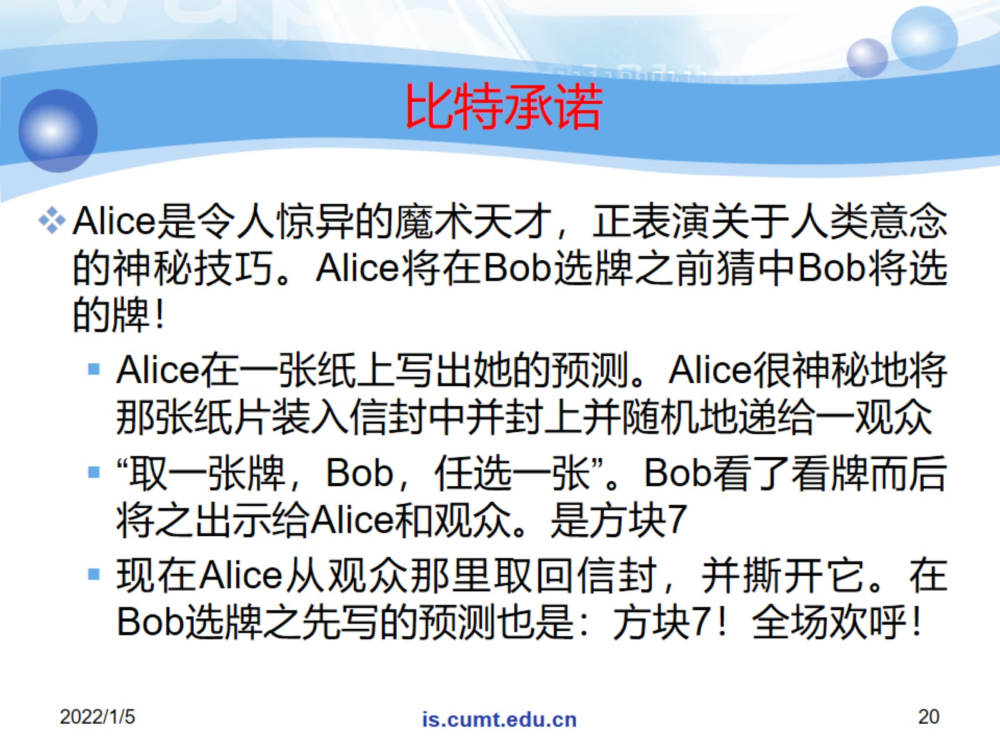 比特承诺
Alice是令人惊异的魔术天才，正表演关于人类意念
的神秘技巧。Alice将在Bob选牌之前猜中Bob将选
的牌！
Alice在一张纸上写出她的预测。Alice很神秘地将
那张纸片装入信封中并封上并随机地递给一观众
“取一张牌，Bob，任选一张”。Bob看了看牌而后
将之出示给Alice和观众。是方块7
现在Alice从观众那里取回信封，并撕开它。在
Bob选牌之先写的预测也是：方块7！全场欢呼！
2022/1/5
is.cumt.edu.cn
20